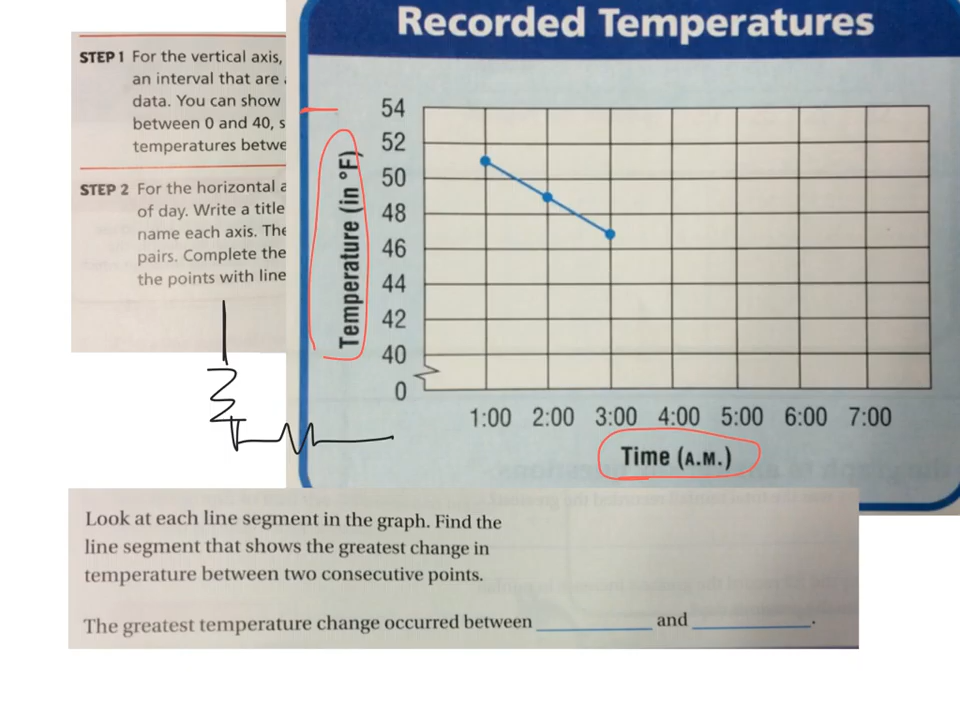 Recorded Temperatures
STEP 1 For the vertical axis,
an interval that are
data. You can show
between 0 and 40, s
temperatures betwe
STEP 2 For the horizontal a
of day. Write a title
name each axis. The
pairs. Complete the
the points with line
Temperature (in °F)
54
52
50
48
46
44
42
40
0
1:00 2:00 3:00 4:00 5:00 6:00 7:00
Time (A.M.)
Look at each line segment in the graph. Find the
line segment that shows the greatest change in
temperature between two consecutive points.
The greatest temperature change occurred between ________ and ________.